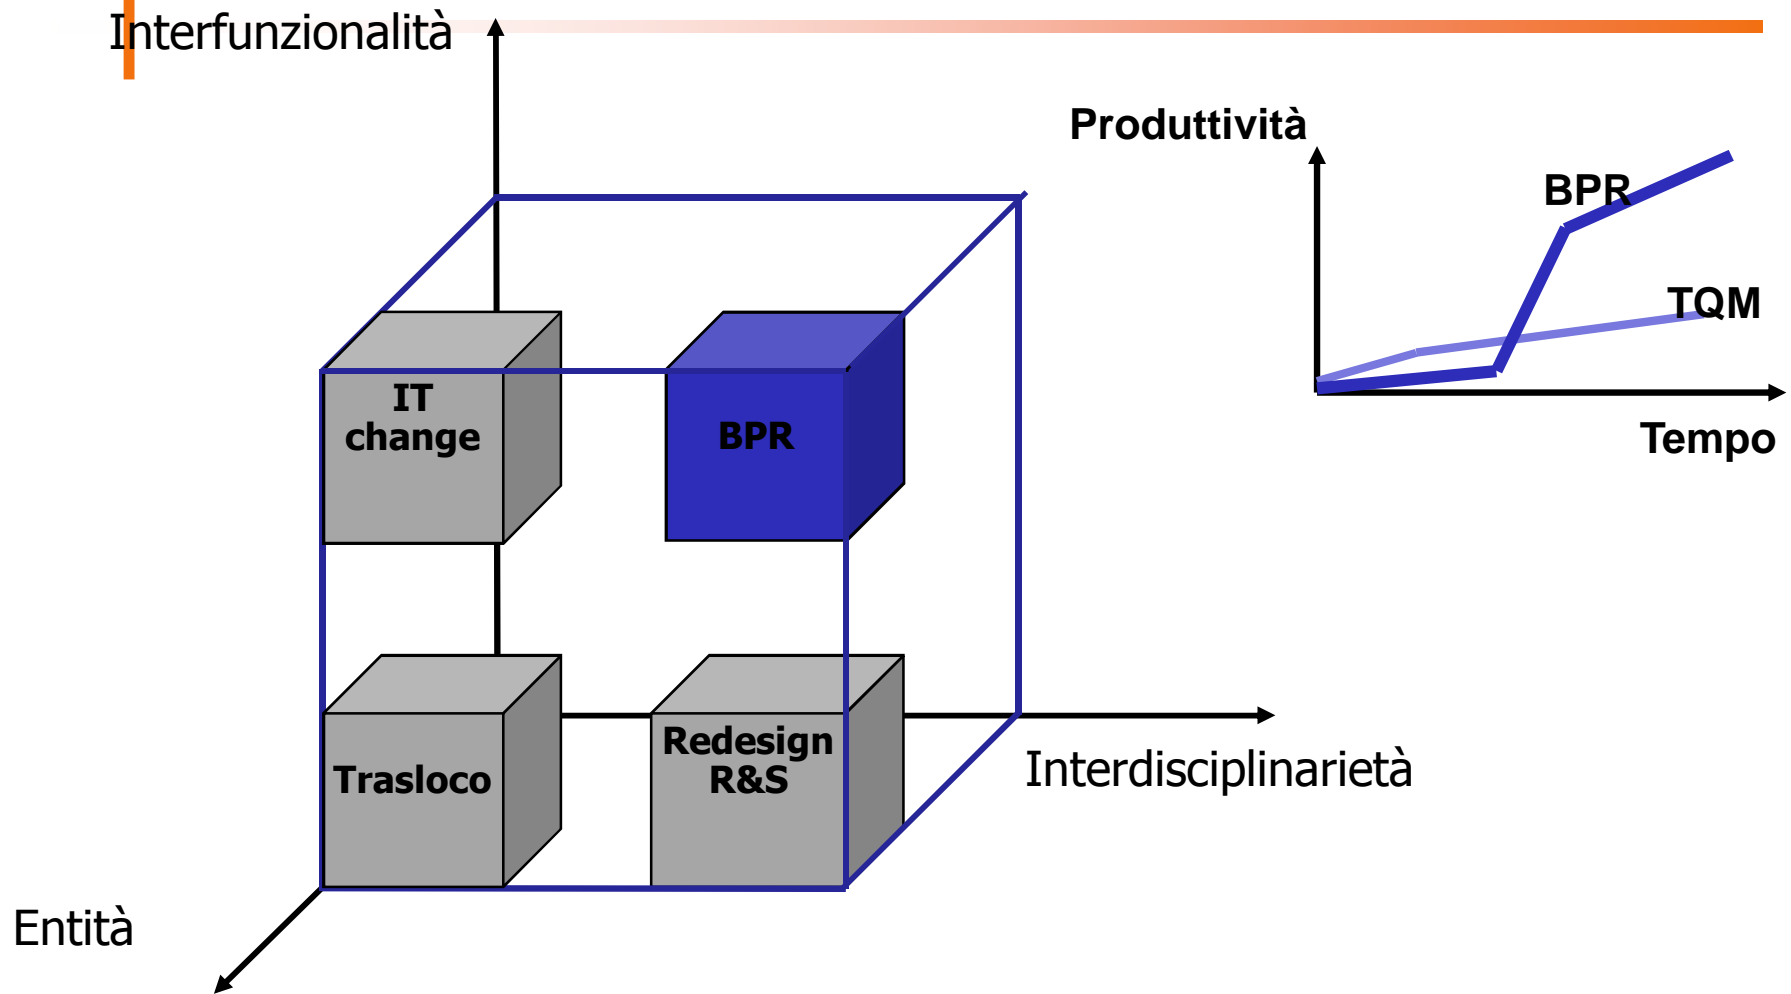 Interfunzionalità
Produttività
BPR
TQM
Tempo
IT
change
BPR
Trasloco
Redesign
R&S
Interdisciplinarietà
Entità